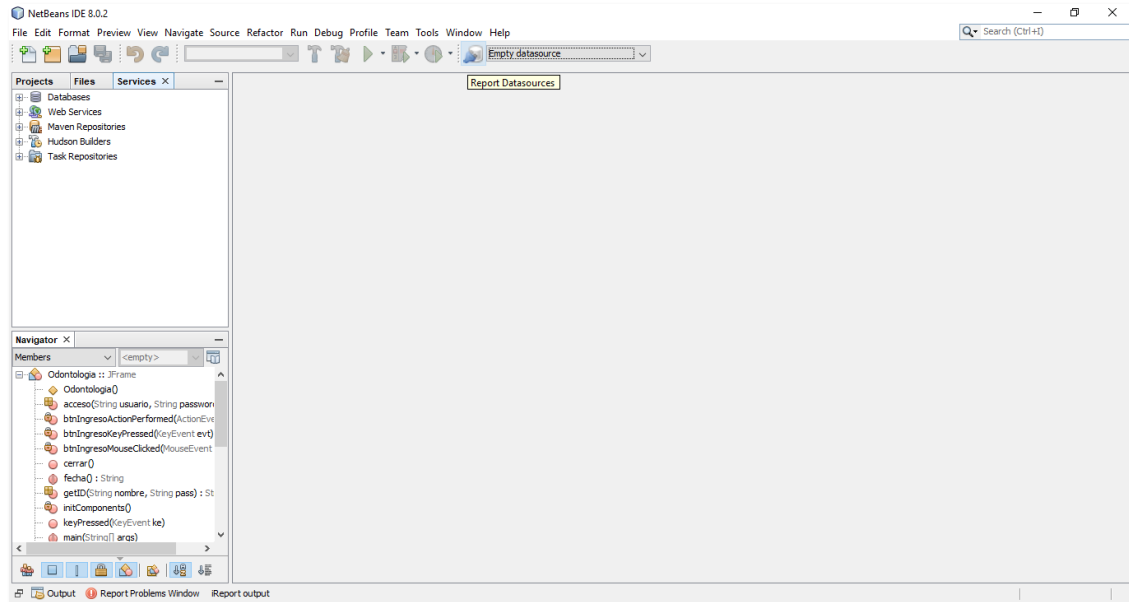 NetBeans IDE 8.0.2
File Edit Format Preview View Navigate Source Refactor Run Debug Profile Team Tools Window Help
Search (Ctrl+I)
Empty datasource
Report Datasources
Projects Files Services
Databases
Web Services
Maven Repositories
Hudson Builders
Task Repositories
Navigator
Members <empty>
Odontologia :: JFrame
Odontologia()
acceso(String usuario, String password
btnIngresoActionPerformed(ActionEve
btnIngresoKeyPressed(KeyEvent evt)
btnIngresoMouseClicked(MouseEvent
cerrar()
fecha() : String
getID(String nombre, String pass) : St
initComponents()
keyPressed(KeyEvent ke)
main(String[] args)
Output Report Problems Window iReport output